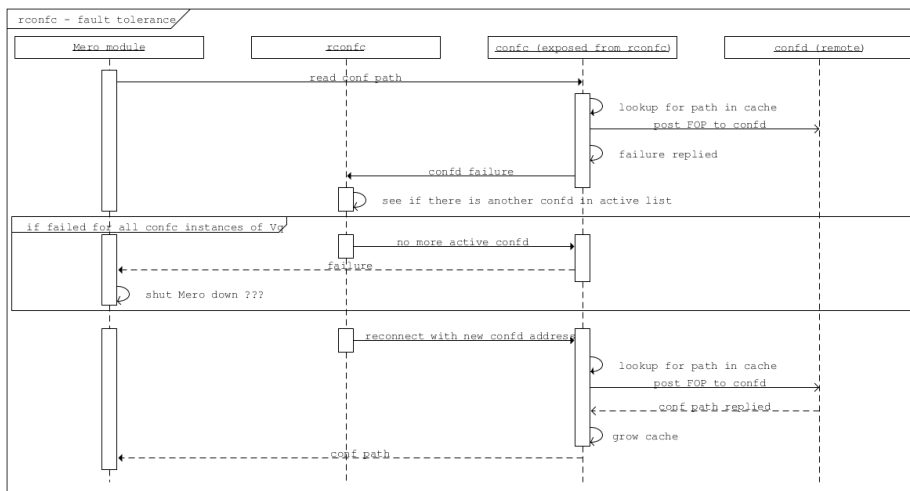 rconfc - fault tolerance
Mero module
rconfc
confc (exposed from rconfc)
confd (remote)
read conf path
lookup for path in cache
post FOP to confd
failure replied
confd failure
see if there is another confd in active list
if failed for all confc instances of Vq
no more active confd
failure
shut Mero down ???
reconnect with new confd address
lookup for path in cache
post FOP to confd
conf path replied
grow cache
conf path